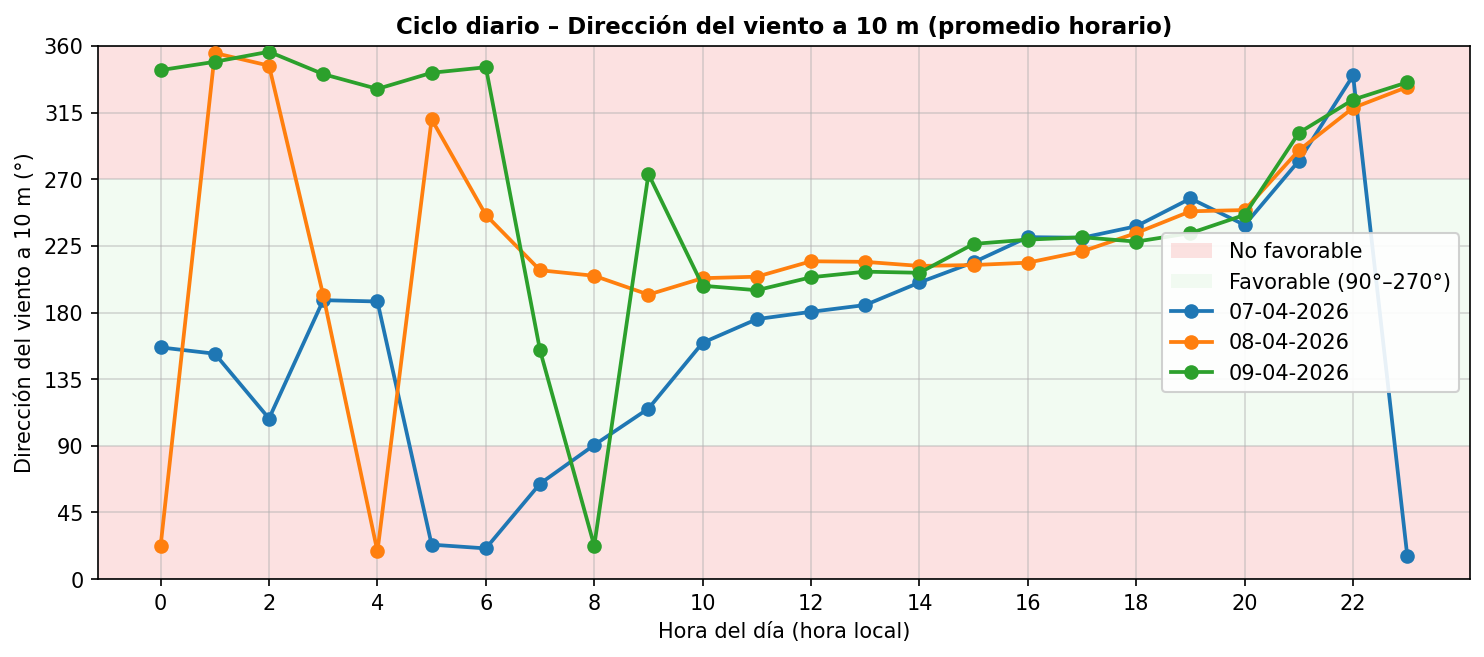 Ciclo diario – Dirección del viento a 10 m (promedio horario)
Dirección del viento a 10 m (°)
360
315
270
225
180
135
90
45
0
No favorable
Favorable (90°–270°)
07-04-2026
08-04-2026
09-04-2026
0 2 4 6 8 10 12 14 16 18 20 22
Hora del día (hora local)